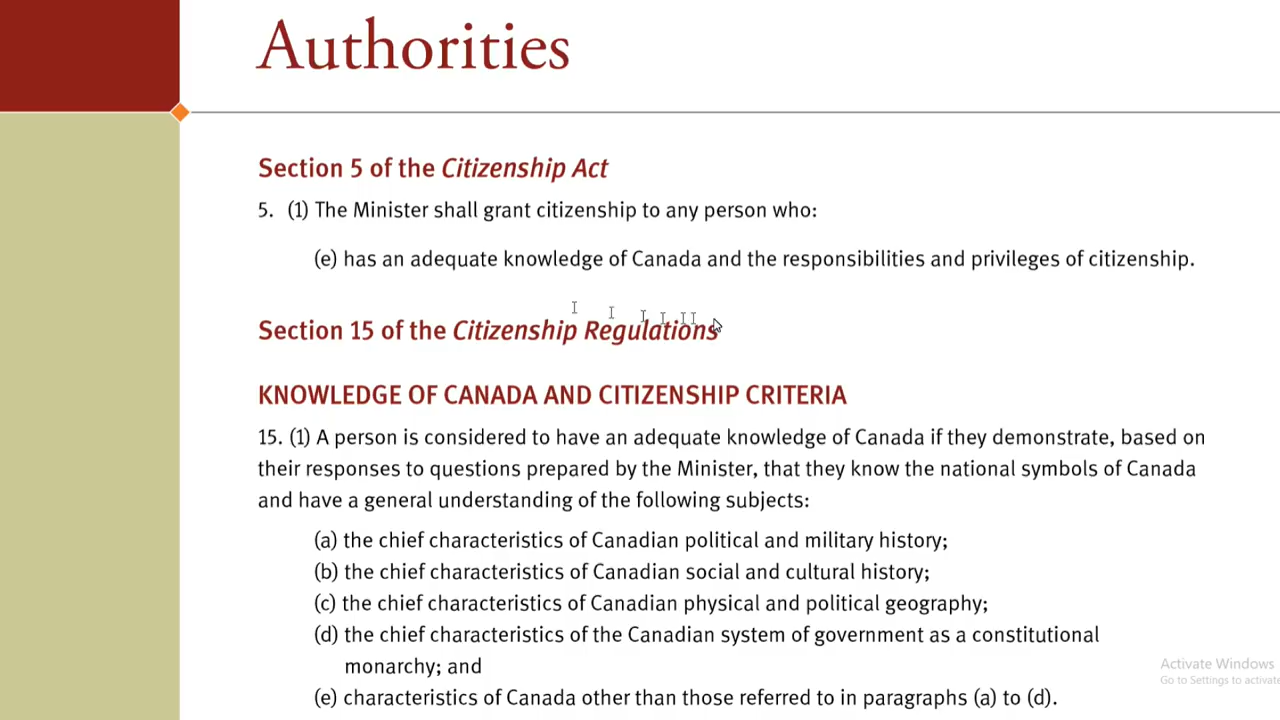 Authorities
Section 5 of the Citizenship Act
5. (1) The Minister shall grant citizenship to any person who:
(e) has an adequate knowledge of Canada and the responsibilities and privileges of citizenship.
Section 15 of the Citizenship Regulations
KNOWLEDGE OF CANADA AND CITIZENSHIP CRITERIA
15. (1) A person is considered to have an adequate knowledge of Canada if they demonstrate, based on
their responses to questions prepared by the Minister, that they know the national symbols of Canada
and have a general understanding of the following subjects:
(a) the chief characteristics of Canadian political and military history;
(b) the chief characteristics of Canadian social and cultural history;
(c) the chief characteristics of Canadian physical and political geography;
(d) the chief characteristics of the Canadian system of government as a constitutional
monarchy; and
(e) characteristics of Canada other than those referred to in paragraphs (a) to (d).
Activate Windows
Go to Settings to activate